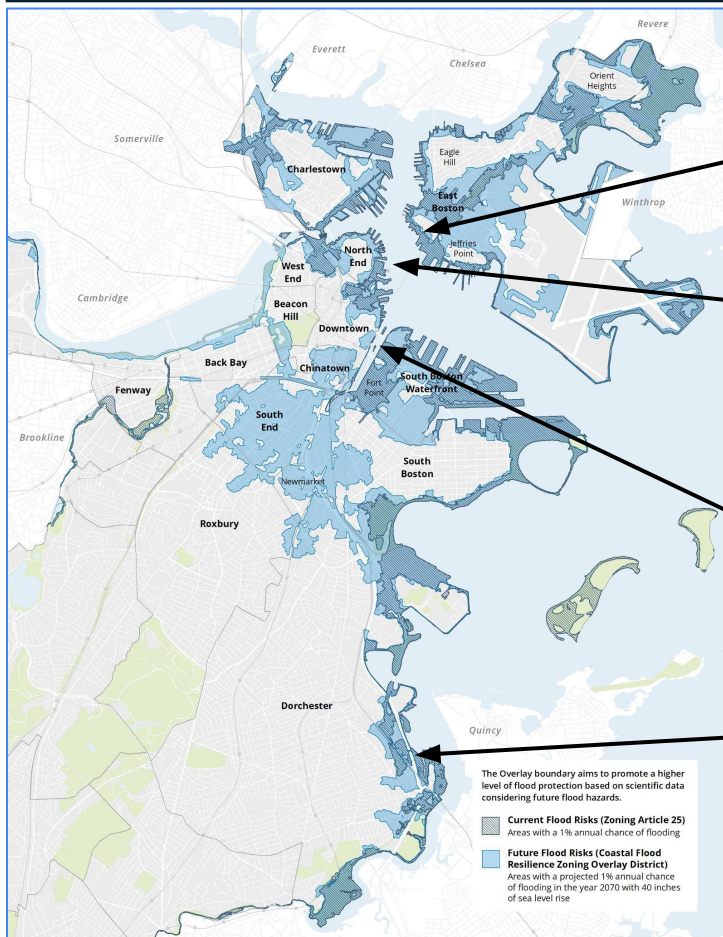 Revere
Everett
Chelsea
Orient
Heights
Somerville
Eagle
Hill
Charlestown
East
Boston
Winthrop
Jeffries
Point
North
End
West
End
Cambridge
Beacon
Hill
Downtown
Back Bay
Chinatown
South Boston
Waterfront
Fort
Point
Fenway
South
End
Brookline
South
Boston
Newmarket
Roxbury
Dorchester
Quincy
The Overlay boundary aims to promote a higher
level of flood protection based on scientific data
considering future flood hazards.
Current Flood Risks (Zoning Article 25)
Areas with a 1% annual chance of flooding
Future Flood Risks (Coastal Flood
Resilience Zoning Overlay District)
Areas with a projected 1% annual chance
of flooding in the year 2070 with 40 inches
of sea level rise